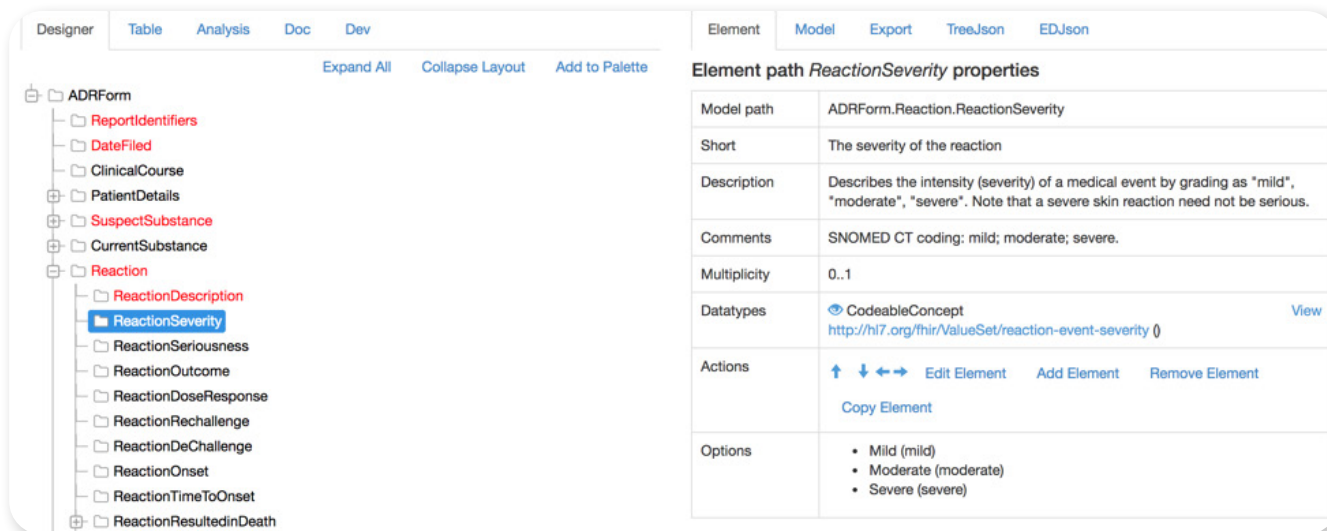 Designer Table Analysis Doc Dev
Expand All Collapse Layout Add to Palette
ADRForm
ReportIdentifiers
DateFiled
ClinicalCourse
PatientDetails
SuspectSubstance
CurrentSubstance
Reaction
ReactionDescription
ReactionSeverity
ReactionSeriousness
ReactionOutcome
ReactionDoseResponse
ReactionRechallenge
ReactionDeChallenge
ReactionOnset
ReactionTimeToOnset
ReactionResultedinDeath
Element Model Export TreeJson EDJson
Element path ReactionSeverity properties
Model path ADRForm.Reaction.ReactionSeverity
Short The severity of the reaction
Description Describes the intensity (severity) of a medical event by grading as "mild",
"moderate", "severe". Note that a severe skin reaction need not be serious.
Comments SNOMED CT coding: mild; moderate; severe.
Multiplicity 0..1
Datatypes CodeableConcept View
http://hl7.org/fhir/ValueSet/reaction-event-severity ()
Actions Edit Element Add Element Remove Element
Copy Element
Options • Mild (mild)
• Moderate (moderate)
• Severe (severe)